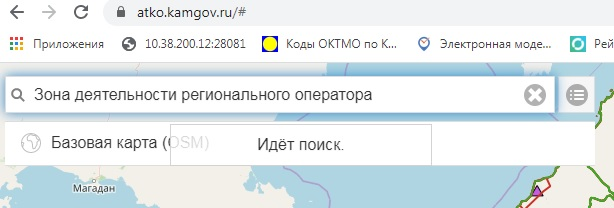 atko.kamgov.ru/#
Приложения 10.38.200.12:28081 Коды ОКТМО по К... Электронная моде... Рей
Зона деятельности регионального оператора
Базовая карта (OSM) Идёт поиск.
Магадан